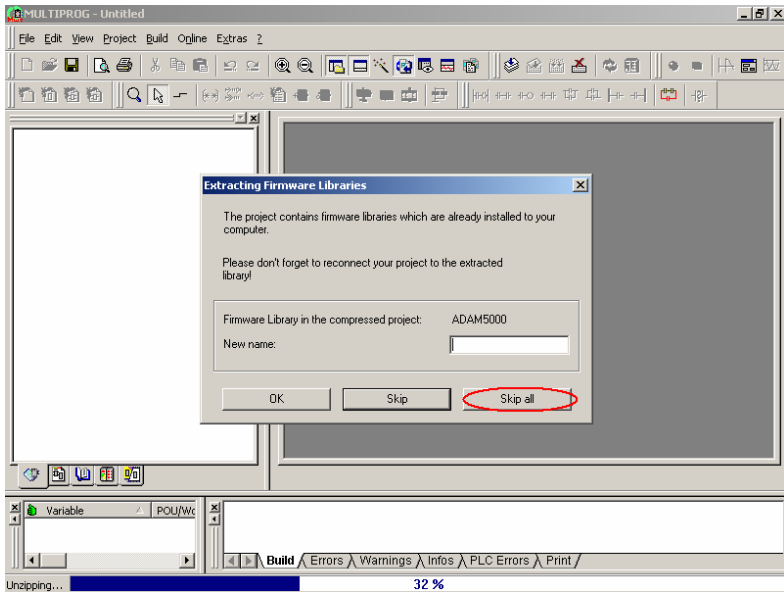 MULTIPROG - Untitled
File Edit View Project Build Online Extras ?
Extracting Firmware Libraries
The project contains firmware libraries which are already installed to your
computer.
Please don't forget to reconnect your project to the extracted
library!
Firmware Library in the compressed project: ADAM5000
New name:
OK Skip Skip all
Variable POU/Wo
Build Errors Warnings Infos PLC Errors Print
Unzipping... 32 %